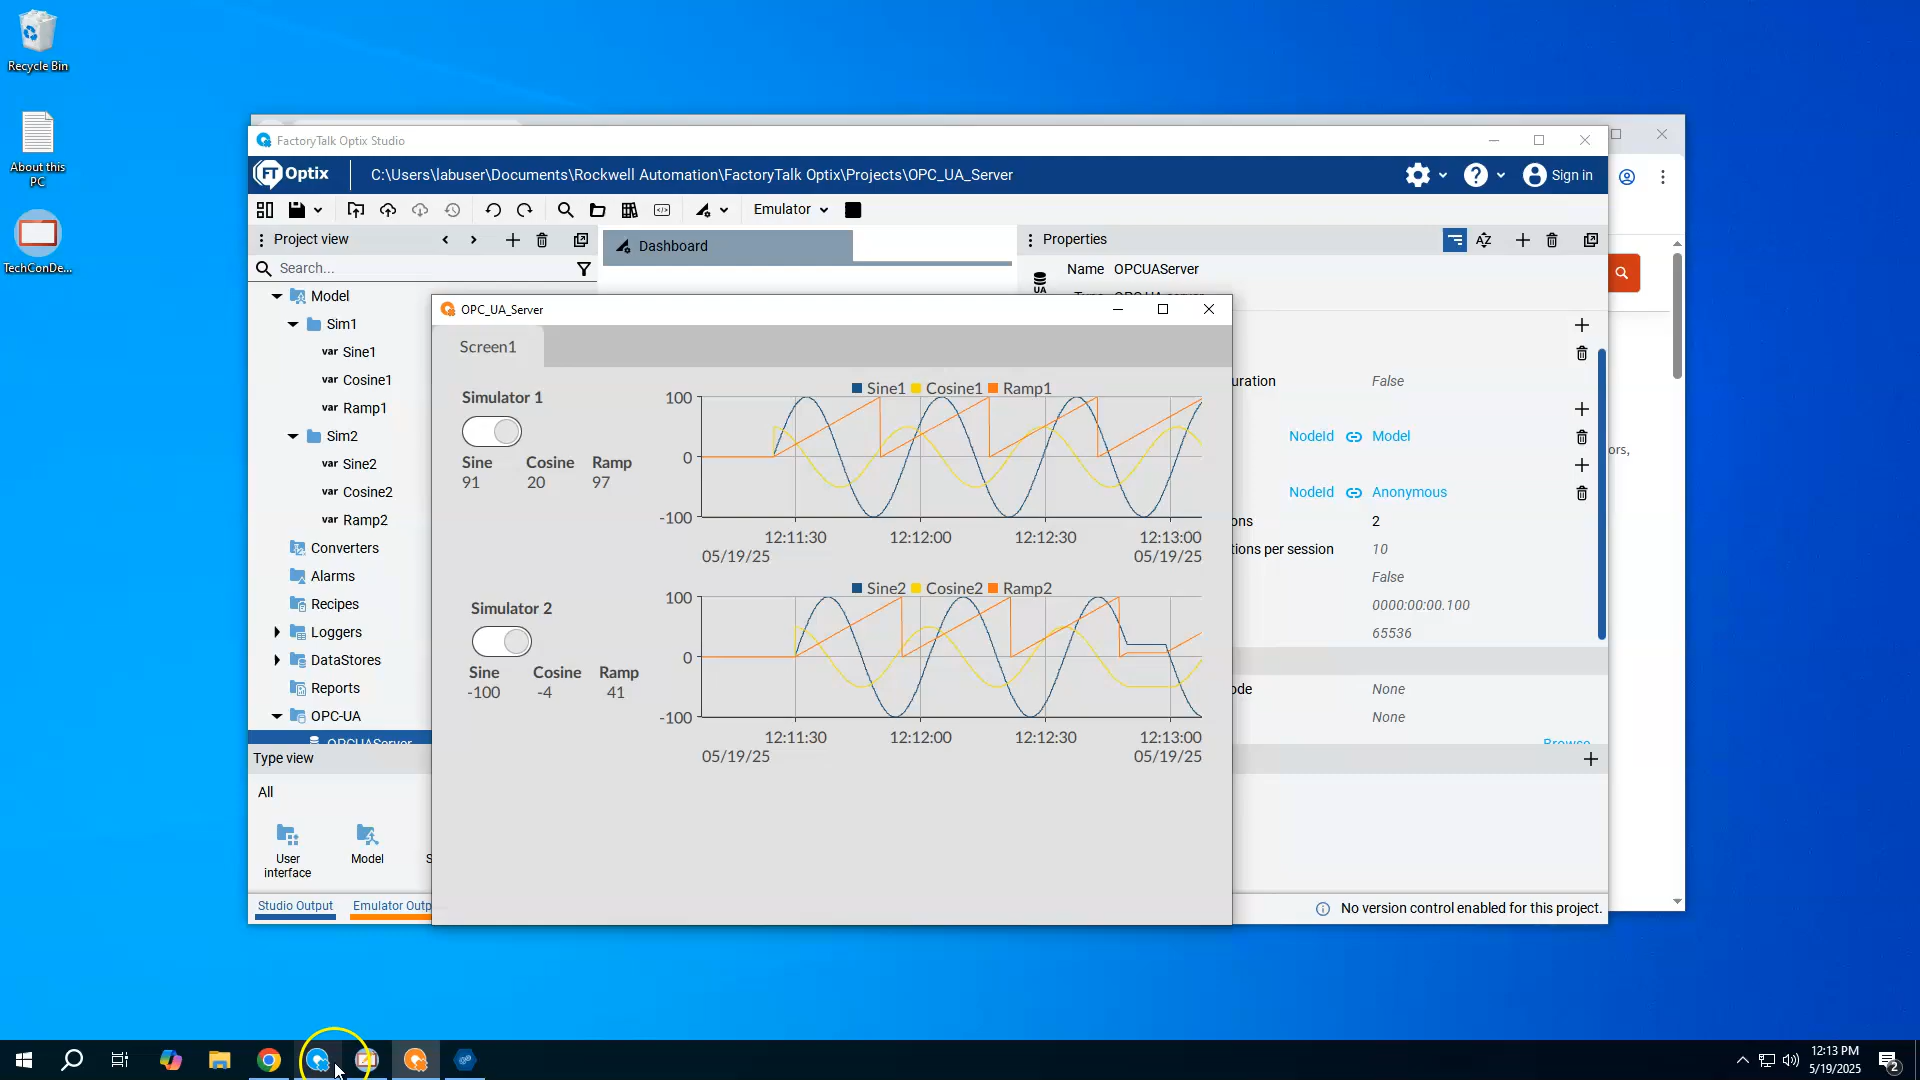 Recycle Bin
About this
PC
TechConDe...
FactoryTalk Optix Studio
FT Optix
C:\Users\labuser\Documents\Rockwell Automation\FactoryTalk Optix\Projects\OPC_UA_Server
Sign in
Emulator
Project view
Search...
Model
Sim1
var Sine1
var Cosine1
var Ramp1
Sim2
var Sine2
var Cosine2
var Ramp2
Converters
Alarms
Recipes
Loggers
DataStores
Reports
OPC-UA
OPCUAServer
Type view
All
User
interface
Model
S
Studio Output
Emulator Outp
Dashboard
Properties
Name OPCUAServer
UA
uration False
NodeId Model
NodeId Anonymous
ons 2
tions per session 10
False
0000:00:00.100
65536
ode None
None
Browse
No version control enabled for this project.
ors,
OPC_UA_Server
Screen1
Simulator 1
Sine Cosine Ramp
91 20 97
Sine1 Cosine1 Ramp1
100
0
-100
12:11:30 12:12:00 12:12:30 12:13:00
05/19/25 05/19/25
Simulator 2
Sine Cosine Ramp
-100 -4 41
Sine2 Cosine2 Ramp2
100
0
-100
12:11:30 12:12:00 12:12:30 12:13:00
05/19/25 05/19/25
12:13 PM
5/19/2025
2